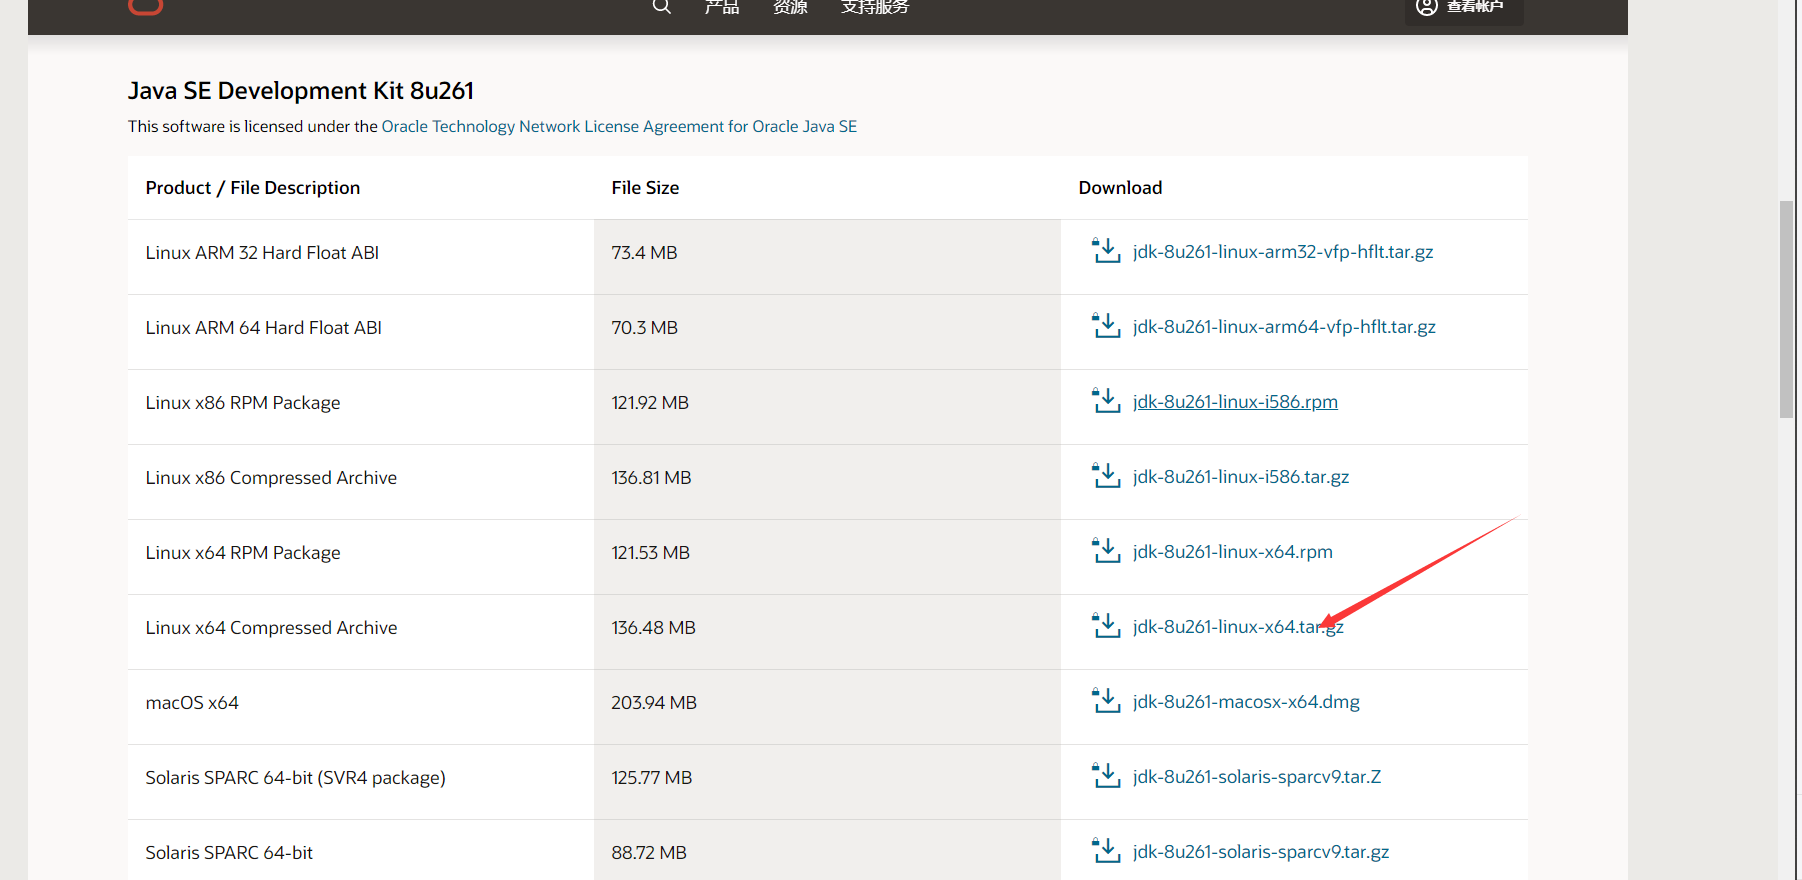 产品 资源 支持服务 查看帐户
Java SE Development Kit 8u261
This software is licensed under the Oracle Technology Network License Agreement for Oracle Java SE
Product / File Description File Size Download
Linux ARM 32 Hard Float ABI 73.4 MB jdk-8u261-linux-arm32-vfp-hflt.tar.gz
Linux ARM 64 Hard Float ABI 70.3 MB jdk-8u261-linux-arm64-vfp-hflt.tar.gz
Linux x86 RPM Package 121.92 MB jdk-8u261-linux-i586.rpm
Linux x86 Compressed Archive 136.81 MB jdk-8u261-linux-i586.tar.gz
Linux x64 RPM Package 121.53 MB jdk-8u261-linux-x64.rpm
Linux x64 Compressed Archive 136.48 MB jdk-8u261-linux-x64.tar.gz
macOS x64 203.94 MB jdk-8u261-macosx-x64.dmg
Solaris SPARC 64-bit (SVR4 package) 125.77 MB jdk-8u261-solaris-sparcv9.tar.Z
Solaris SPARC 64-bit 88.72 MB jdk-8u261-solaris-sparcv9.tar.gz